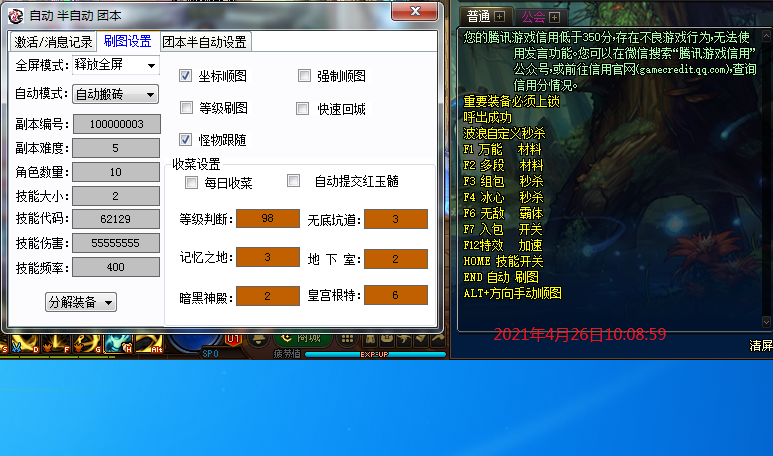 自动 半自动 团本
激活/消息记录 刷图设置 团本半自动设置
全屏模式: 释放全屏
自动模式: 自动搬砖
副本编号: 100000003
副本难度: 5
角色数量: 10
技能大小: 2
技能代码: 62129
技能伤害: 55555555
技能频率: 400
分解装备
坐标顺图 强制顺图
等级刷图 快速回城
怪物跟随
收菜设置
每日收菜 自动提交红玉髓
等级判断: 98 无底坑道: 3
记忆之地: 3 地 下 室: 2
暗黑神殿: 2 皇宫根特: 6
普通 公会
您的腾讯游戏信用低于350分,存在不良游戏行为,无法使
用发言功能。您可以在微信搜索“腾讯游戏信用”
公众号,或前往信用官网(gamecredit.qq.com),查询
信用分情况。
重要装备必须上锁
呼出成功
波浪自定义秒杀
F1 万能 材料
F2 多段 材料
F3 组包 秒杀
F4 冰心 秒杀
F6 无敌 霸体
F7 入包 开关
F12特效 加速
HOME 技能开关
END 自动 刷图
ALT+方向手动顺图
2021年4月26日10:08:59
清屏
S D F G H Alt
SP0
U1
商城
疲劳值
EXP:UP